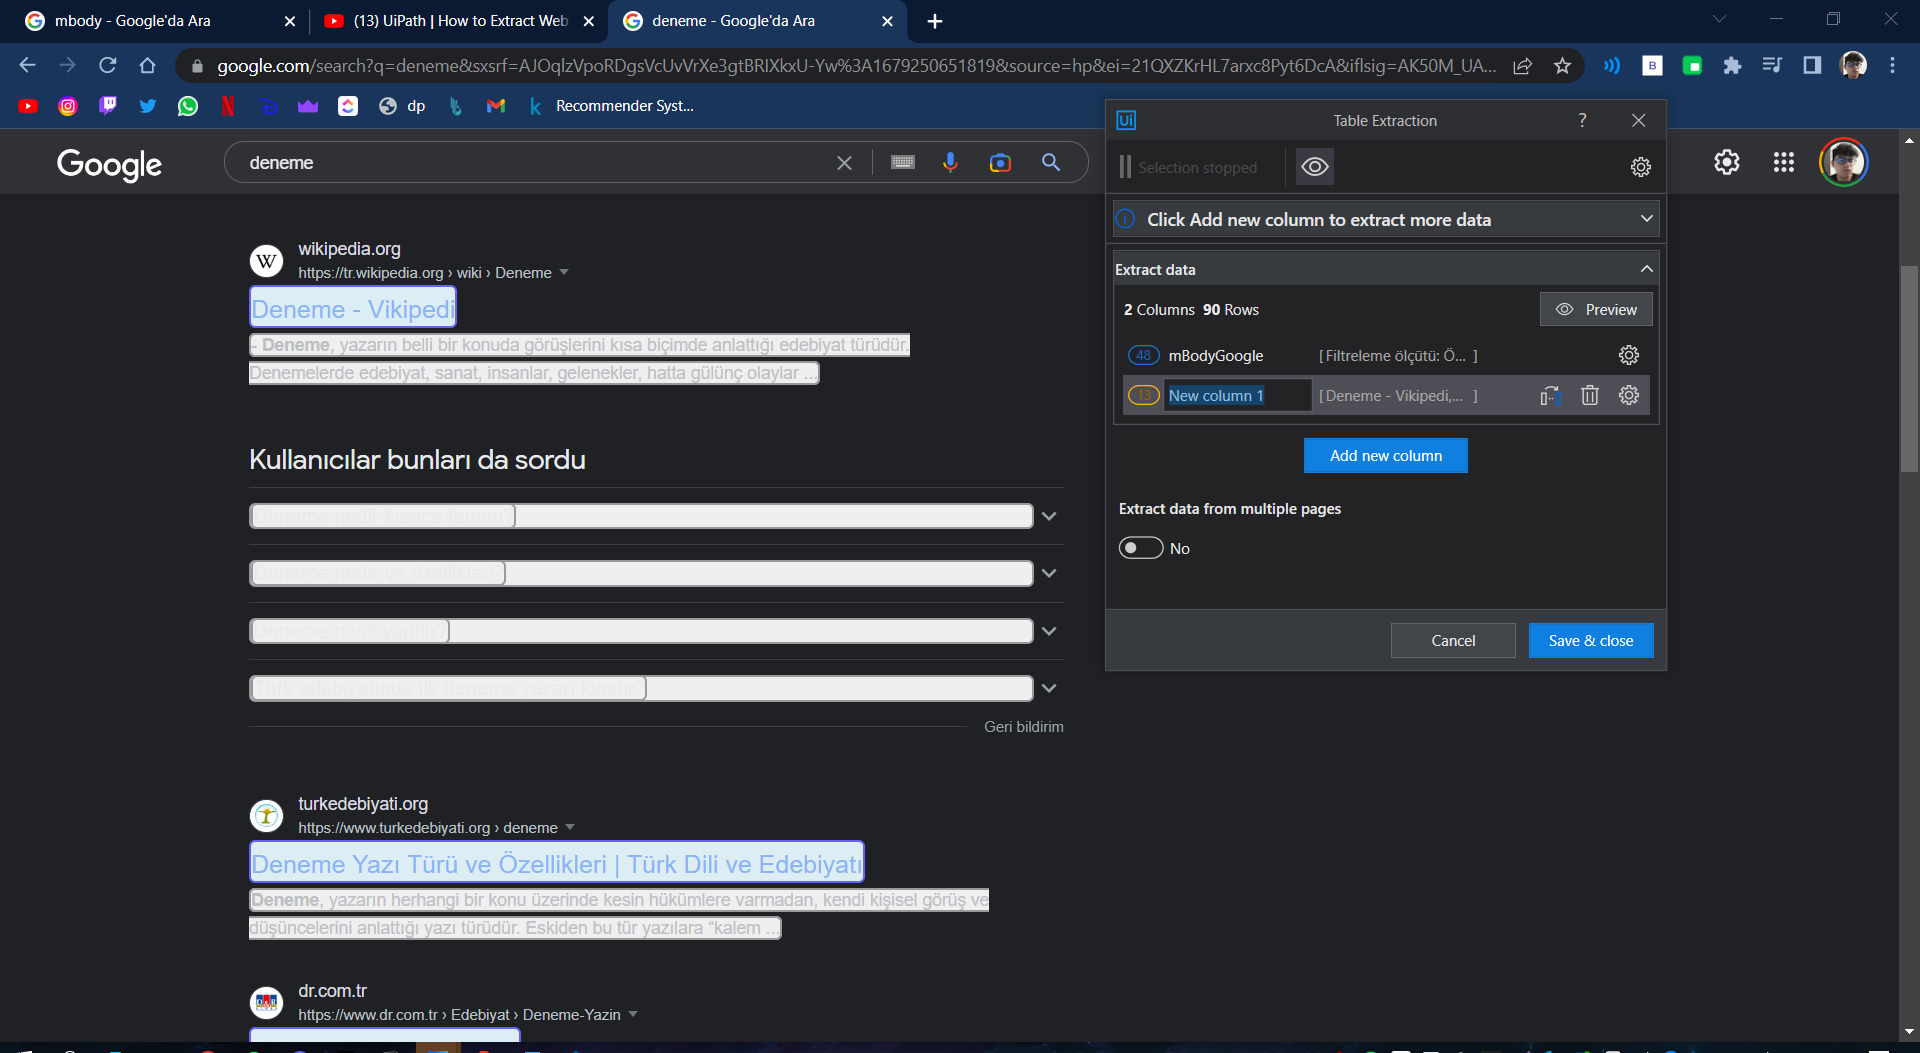 mbody - Google'da Ara
(13) UiPath | How to Extract Web
deneme - Google'da Ara
google.com/search?q=deneme&sxsrf=AJOqlzVpoRDgsVcUvVrXe3gtBRIXkxU-Yw%3A1679250651819&source=hp&ei=21QXZKrHL7arxc8Pyt6DcA&iflsig=AK50M_UA...
dp
Recommender Syst...
Google
deneme
wikipedia.org
https://tr.wikipedia.org › wiki › Deneme
Deneme - Vikipedi
- Deneme, yazarın belli bir konuda görüşlerini kısa biçimde anlattığı edebiyat türüdür.
Denemelerde edebiyat, sanat, insanlar, gelenekler, hatta gülünç olaylar ...
Kullanıcılar bunları da sordu
Deneme nedir kısaca tanımı?
Deneme nedir ve özellikleri?
Deneme nasıl yapılır?
Türk edebiyatında ilk deneme yazarı kimdir?
Geri bildirim
turkedebiyati.org
https://www.turkedebiyati.org › deneme
Deneme Yazı Türü ve Özellikleri | Türk Dili ve Edebiyatı
Deneme, yazarın herhangi bir konu üzerinde kesin hükümlere varmadan, kendi kişisel görüş ve
düşüncelerini anlattığı yazı türüdür. Eskiden bu tür yazılara “kalem ...
dr.com.tr
https://www.dr.com.tr › Edebiyat › Deneme-Yazin
Ui
Table Extraction
?
Selection stopped
Click Add new column to extract more data
Extract data
2 Columns 90 Rows
Preview
48 mBodyGoogle [ Filtreleme ölçütü: Ö... ]
13 New column 1 [ Deneme - Vikipedi,... ]
Add new column
Extract data from multiple pages
No
Cancel
Save & close